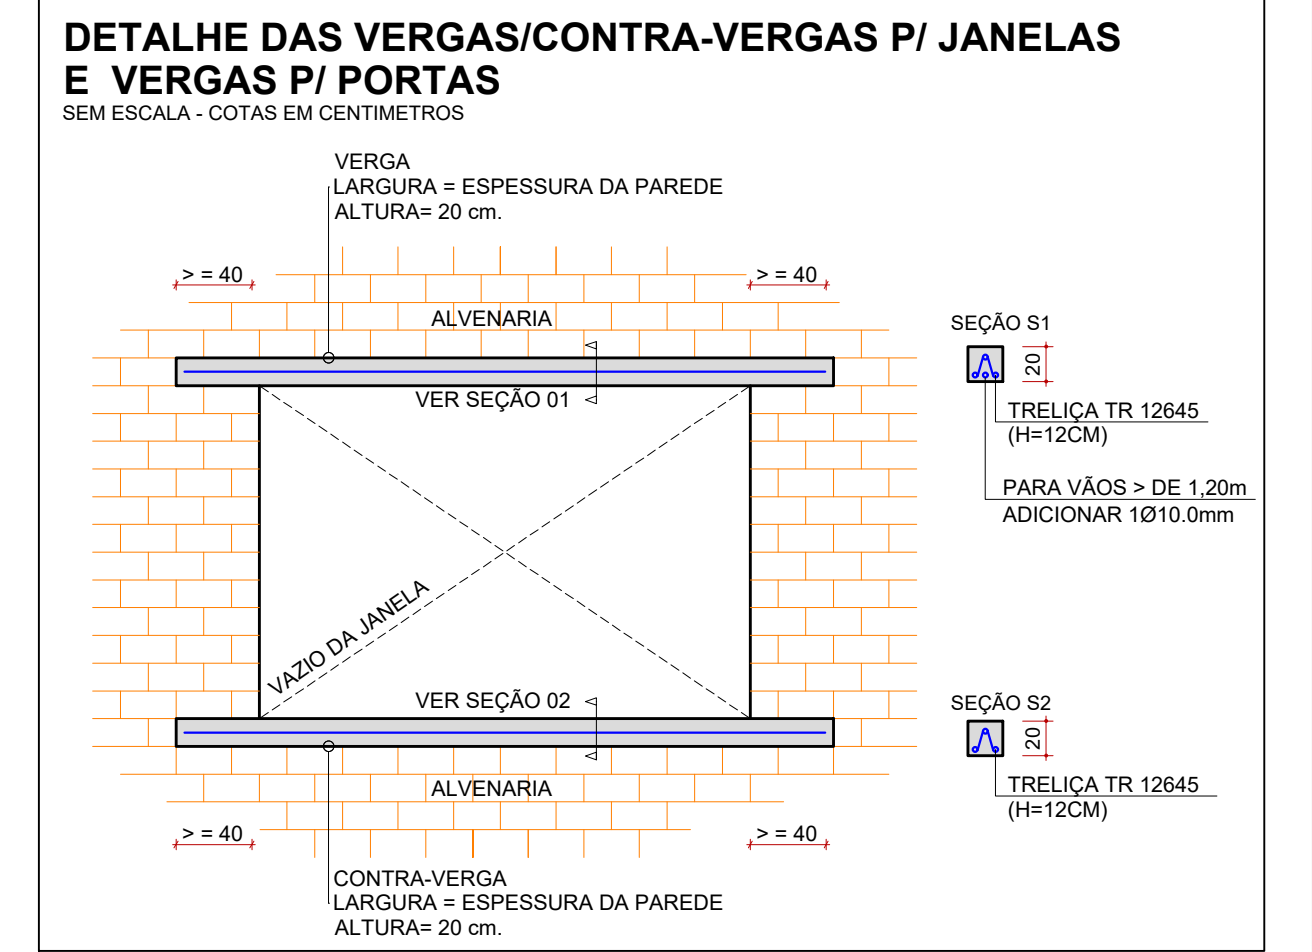 DETALHE DAS VERGAS/CONTRA-VERGAS P/ JANELAS
E VERGAS P/ PORTAS
SEM ESCALA - COTAS EM CENTIMETROS
VERGA
LARGURA = ESPESSURA DA PAREDE
ALTURA= 20 cm.
> = 40
> = 40
ALVENARIA
VER SEÇÃO 01
SEÇÃO S1
20
TRELIÇA TR 12645
(H=12CM)
PARA VÃOS > DE 1,20m
ADICIONAR 1Ø10.0mm
VAZIO DA JANELA
VER SEÇÃO 02
SEÇÃO S2
20
TRELIÇA TR 12645
(H=12CM)
ALVENARIA
> = 40
> = 40
CONTRA-VERGA
LARGURA = ESPESSURA DA PAREDE
ALTURA= 20 cm.